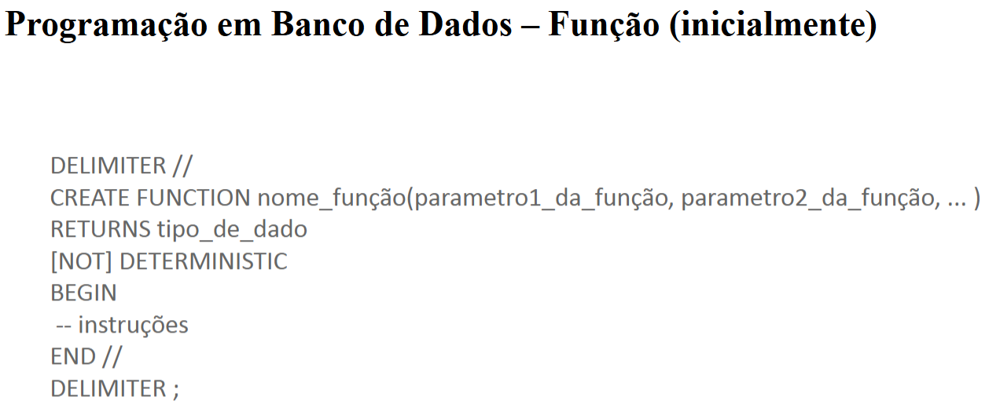 Programação em Banco de Dados – Função (inicialmente)
DELIMITER //
CREATE FUNCTION nome_função(parametro1_da_função, parametro2_da_função, ... )
RETURNS tipo_de_dado
[NOT] DETERMINISTIC
BEGIN
-- instruções
END //
DELIMITER ;